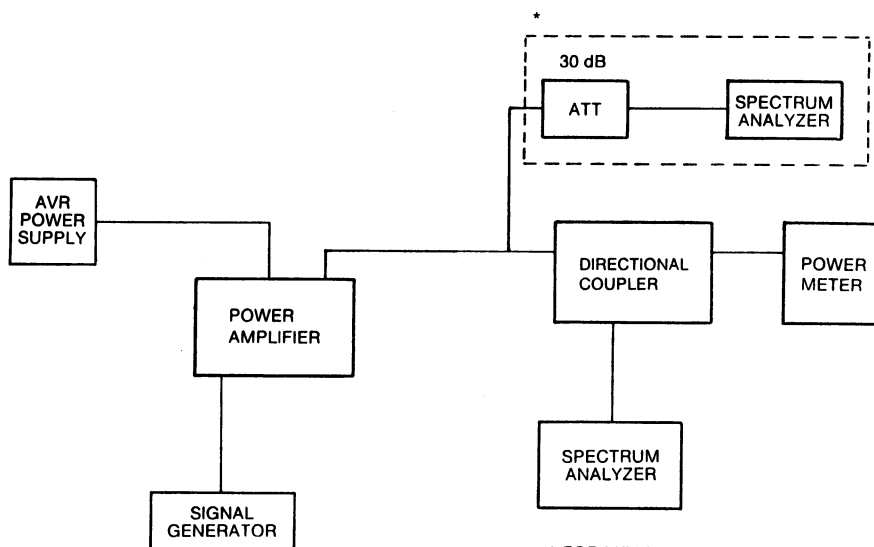 *
30 dB
ATT
SPECTRUM
ANALYZER
AVR
POWER
SUPPLY
DIRECTIONAL
COUPLER
POWER
METER
POWER
AMPLIFIER
SPECTRUM
ANALYZER
SIGNAL
GENERATOR